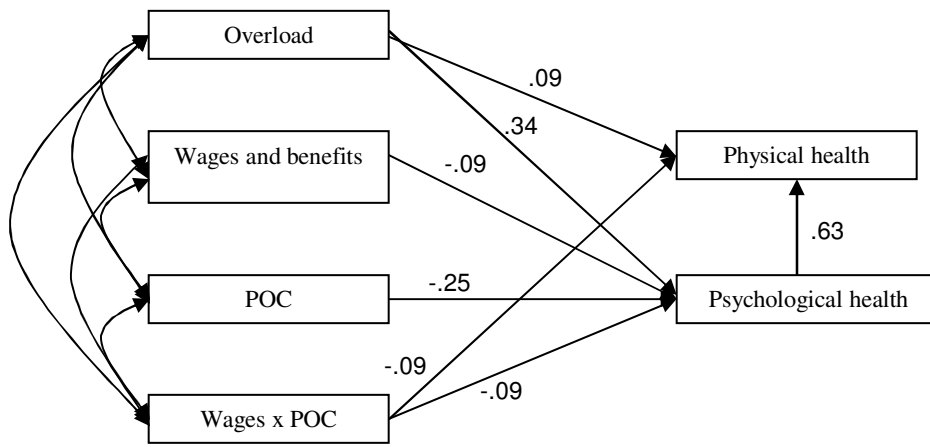 Overload
.09
.34
Wages and benefits
-.09
Physical health
.63
POC
-.25
Psychological health
-.09
-.09
Wages x POC